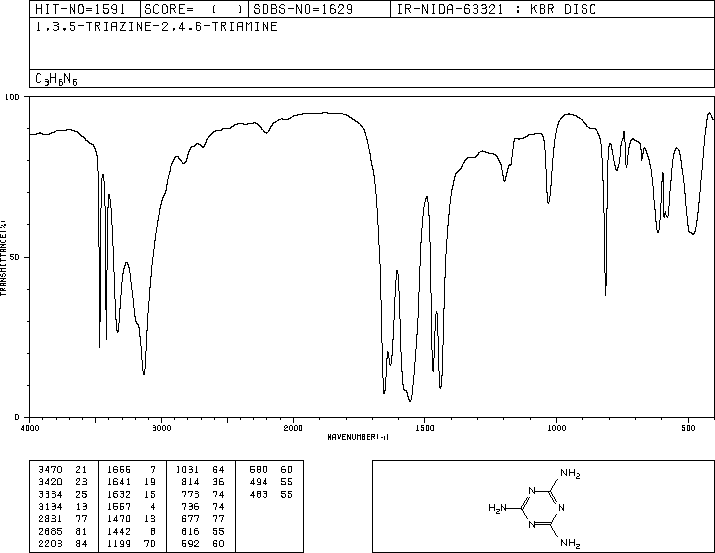 HIT-NO=1591 SCORE= ( ) SDBS-NO=1629 IR-NIDA-63321 : KBR DISC
1,3,5-TRIAZINE-2,4,6-TRIAMINE
C3H6N6
100
TRANSMITTANCE(%)
50
0
4000 3000 2000 1500 1000 500
WAVENUMBER(-1)
3470 21 1655 7 1031 64 580 60
3420 23 1641 19 814 36 494 55
3334 25 1632 15 773 74 483 55
3134 13 1557 4 736 74
2831 77 1470 13 677 77
2685 81 1442 8 616 55
2203 84 1199 70 592 60
NH2
N N
H2N N
NH2